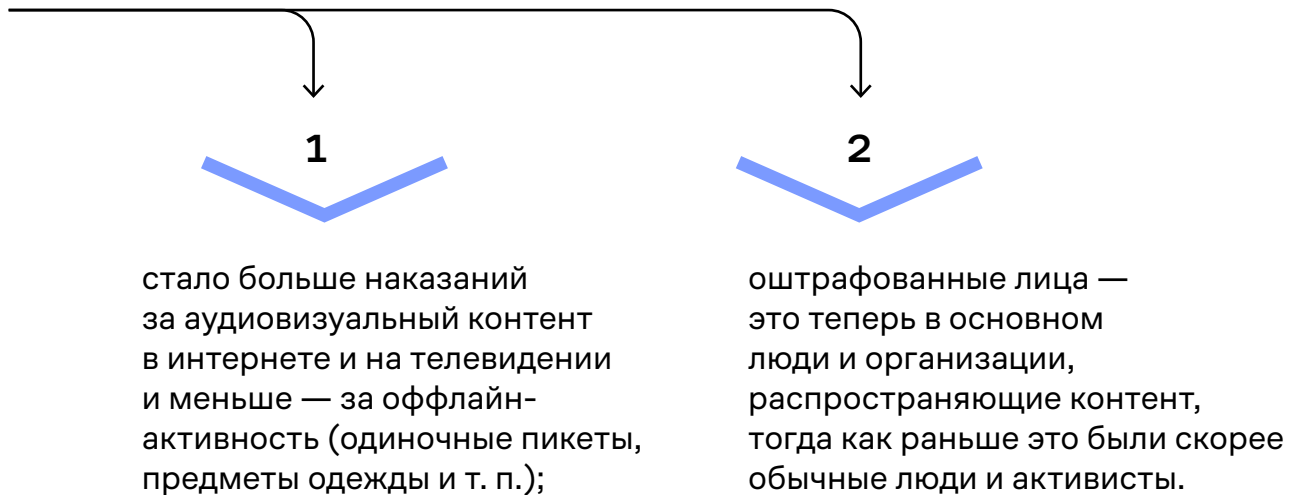 1
стало больше наказаний
за аудиовизуальный контент
в интернете и на телевидении
и меньше — за оффлайн-
активность (одиночные пикеты,
предметы одежды и т. п.);
2
оштрафованные лица —
это теперь в основном
люди и организации,
распространяющие контент,
тогда как раньше это были скорее
обычные люди и активисты.